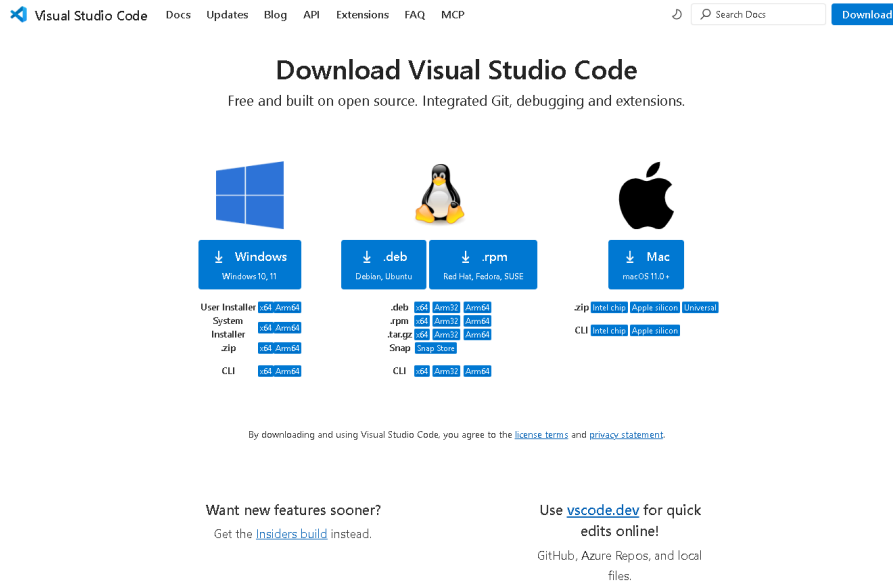 Visual Studio Code Docs Updates Blog API Extensions FAQ MCP Search Docs Download
Download Visual Studio Code
Free and built on open source. Integrated Git, debugging and extensions.
Windows
Windows 10, 11
.deb
Debian, Ubuntu
.rpm
Red Hat, Fedora, SUSE
Mac
macOS 11.0+
User Installer x64 Arm64
System Installer x64 Arm64
.zip x64 Arm64
CLI x64 Arm64
.deb x64 Arm32 Arm64
.rpm x64 Arm32 Arm64
.tar.gz x64 Arm32 Arm64
Snap Snap Store
CLI x64 Arm32 Arm64
.zip Intel chip Apple silicon Universal
CLI Intel chip Apple silicon
By downloading and using Visual Studio Code, you agree to the license terms and privacy statement.
Want new features sooner?
Get the Insiders build instead.
Use vscode.dev for quick
edits online!
GitHub, Azure Repos, and local
files.